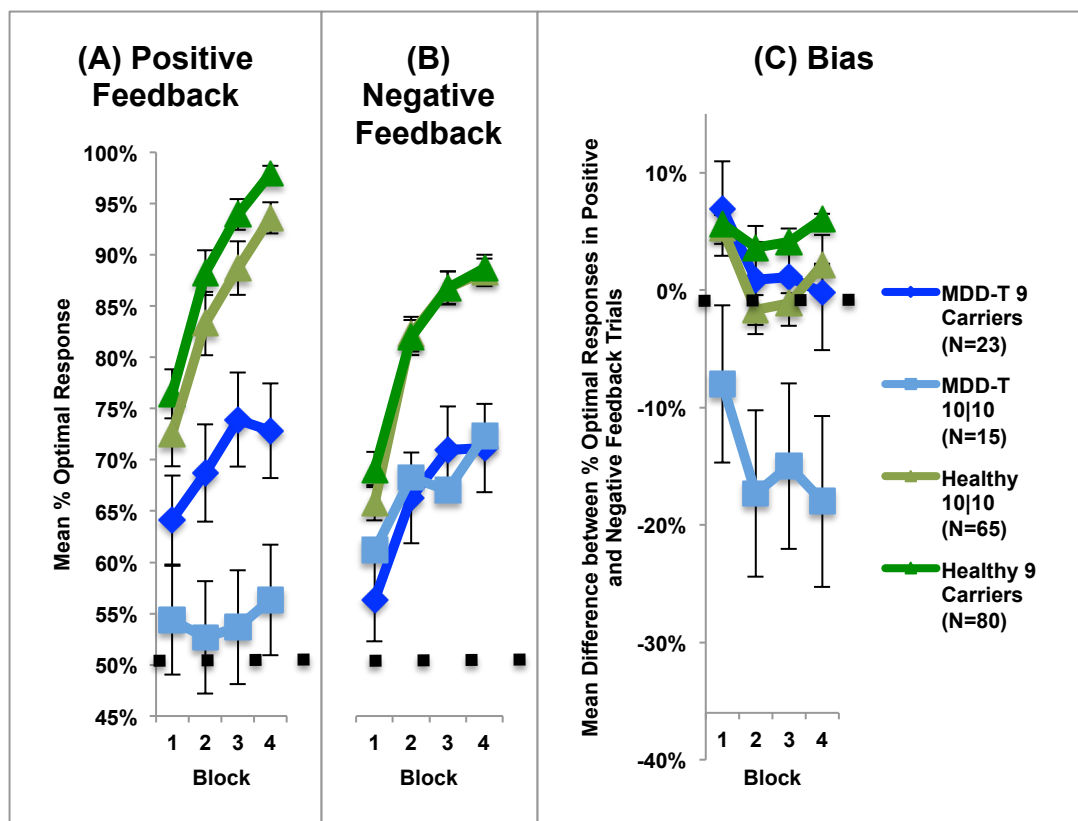 (A) Positive
Feedback
Mean % Optimal Response
100%
95%
90%
85%
80%
75%
70%
65%
60%
55%
50%
45%
1 2 3 4
Block
(B)
Negative
Feedback
1 2 3 4
Block
(C) Bias
Mean Difference between % Optimal Responses in Positive
and Negative Feedback Trials
10%
0%
-10%
-20%
-30%
-40%
1 2 3 4
Block
MDD-T 9
Carriers
(N=23)
MDD-T
10|10
(N=15)
Healthy
10|10
(N=65)
Healthy 9
Carriers
(N=80)